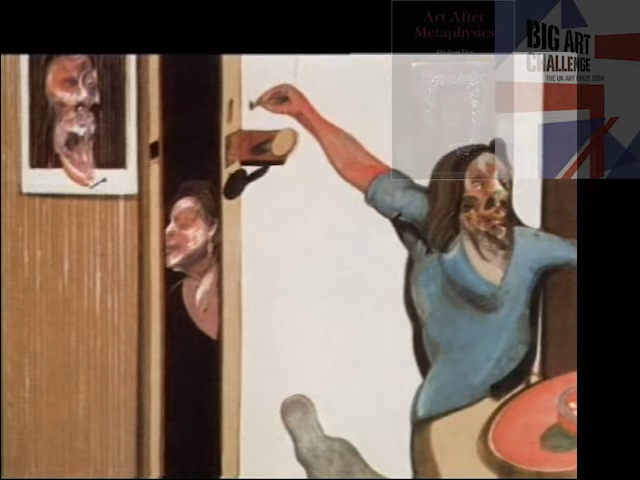 Art After
Metaphysics
BIG ART
CHALLENGE
THE UK ART PRIZE 2004